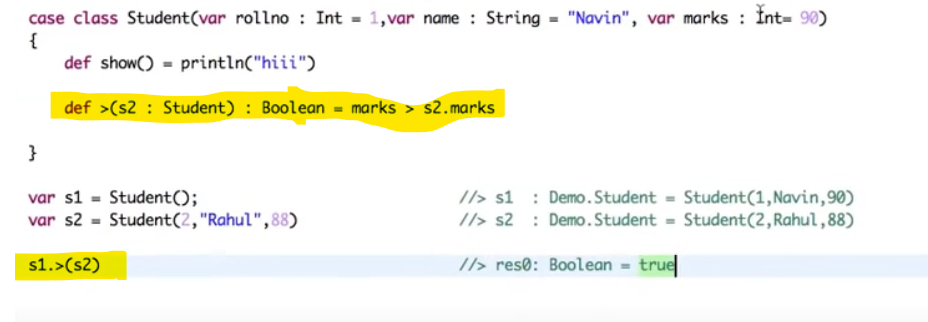 case class Student(var rollno : Int = 1,var name : String = "Navin", var marks : Int= 90)
{
def show() = println("hiii")
def >(s2 : Student) : Boolean = marks > s2.marks
}
var s1 = Student(); //> s1 : Demo.Student = Student(1,Navin,90)
var s2 = Student(2,"Rahul",88) //> s2 : Demo.Student = Student(2,Rahul,88)
s1.>(s2) //> res0: Boolean = true